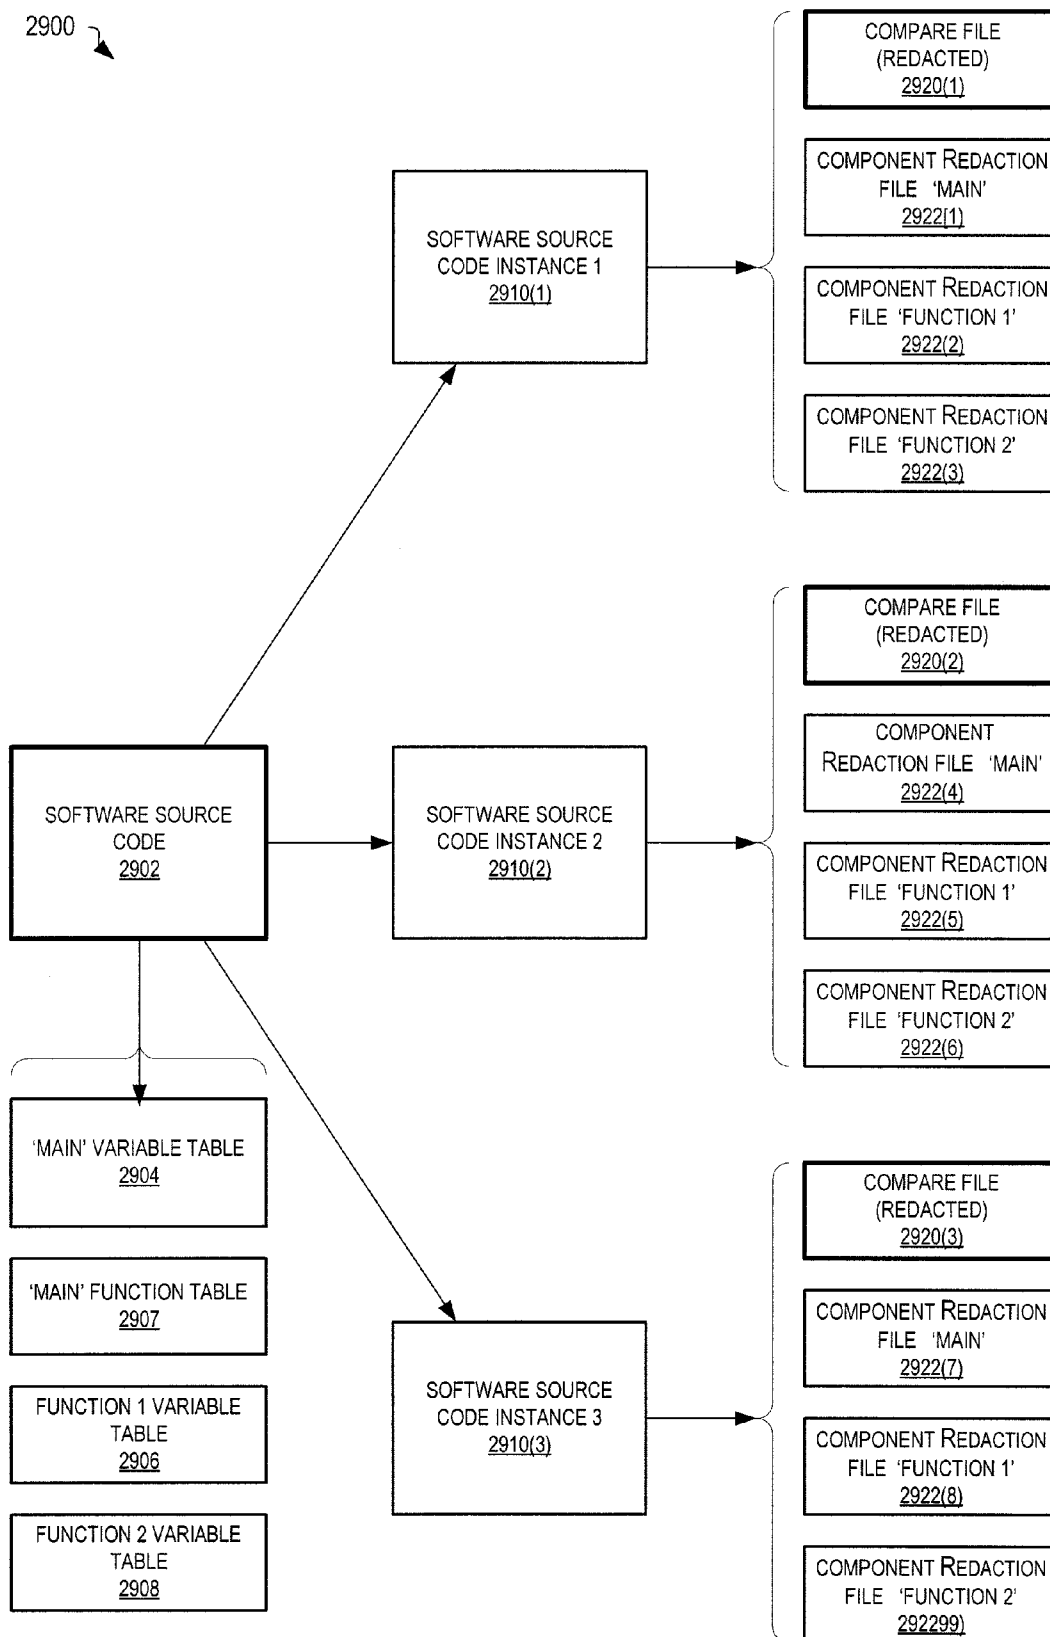 2900
COMPARE FILE
(REDACTED)
2920(1)
COMPONENT REDACTION
FILE 'MAIN'
2922[1)
COMPONENT REDACTION
FILE 'FUNCTION 1'
2922(2)
COMPONENT REDACTION
FILE 'FUNCTION 2'
2922(3)
SOFTWARE SOURCE
CODE INSTANCE 1
2910(1)
COMPARE FILE
(REDACTED)
2920(2)
COMPONENT
REDACTION FILE 'MAIN'
2922(4)
COMPONENT REDACTION
FILE 'FUNCTION 1'
2922(5)
COMPONENT REDACTION
FILE 'FUNCTION 2'
2922(6)
SOFTWARE SOURCE
CODE
2902
SOFTWARE SOURCE
CODE INSTANCE 2
2910(2)
'MAIN' VARIABLE TABLE
2904
'MAIN' FUNCTION TABLE
2907
FUNCTION 1 VARIABLE
TABLE
2906
FUNCTION 2 VARIABLE
TABLE
2908
SOFTWARE SOURCE
CODE INSTANCE 3
2910(3)
COMPARE FILE
(REDACTED)
2920(3)
COMPONENT REDACTION
FILE 'MAIN'
2922(7)
COMPONENT REDACTION
FILE 'FUNCTION 1'
2922(8)
COMPONENT REDACTION
FILE 'FUNCTION 2'
292299)